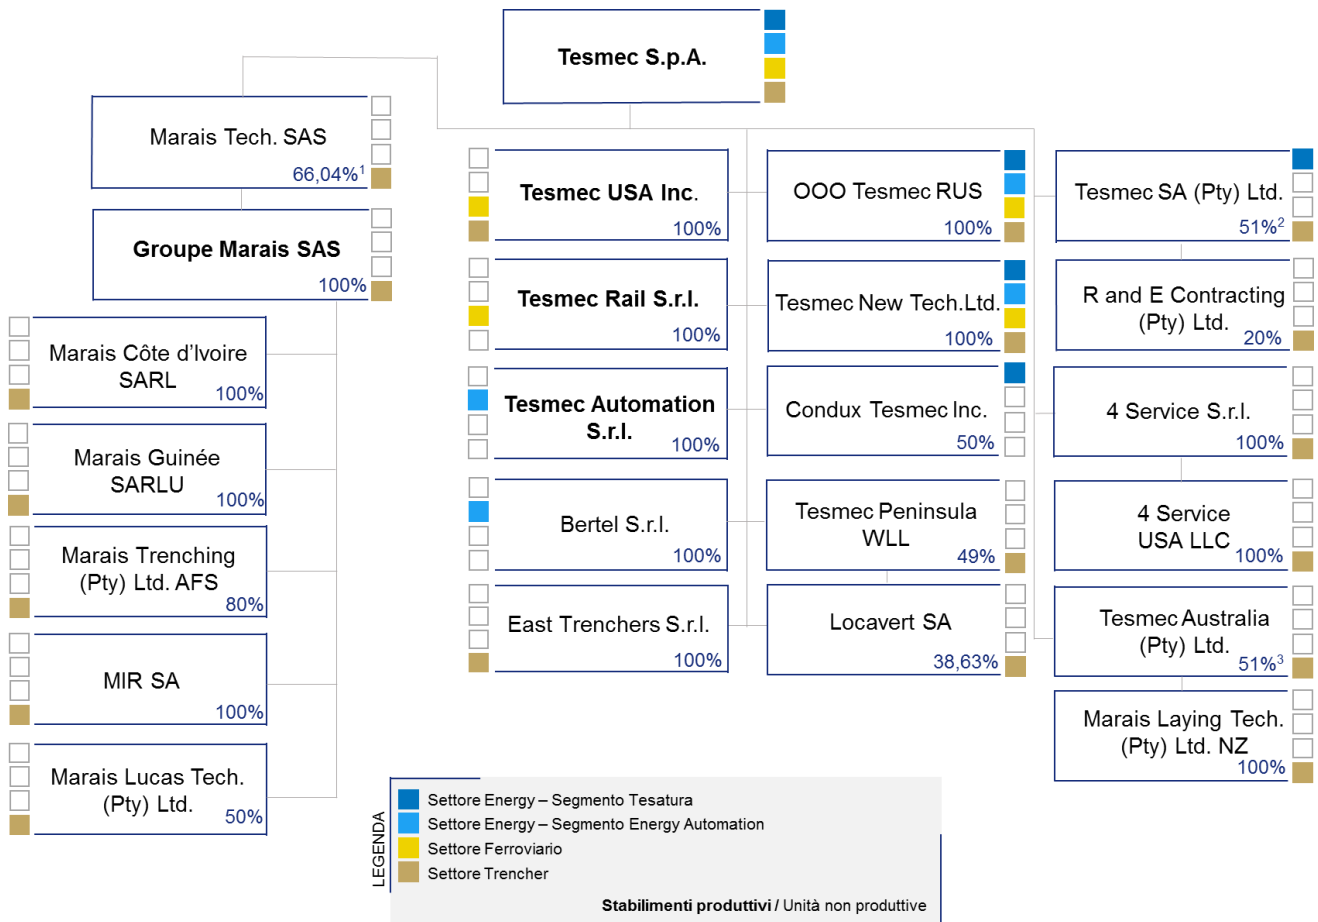 Tesmec S.p.A.
Marais Tech. SAS
66,04%1
Groupe Marais SAS
100%
Marais Côte d'Ivoire
SARL
100%
Marais Guinée
SARLU
100%
Marais Trenching
(Pty) Ltd. AFS
80%
MIR SA
100%
Marais Lucas Tech.
(Pty) Ltd.
50%
Tesmec USA Inc.
100%
Tesmec Rail S.r.l.
100%
Tesmec Automation
S.r.l.
100%
Bertel S.r.l.
100%
East Trenchers S.r.l.
100%
OOO Tesmec RUS
100%
Tesmec New Tech.Ltd.
100%
Condux Tesmec Inc.
50%
Tesmec Peninsula
WLL
49%
Locavert SA
38,63%
Tesmec SA (Pty) Ltd.
51%2
R and E Contracting
(Pty) Ltd.
20%
4 Service S.r.l.
100%
4 Service
USA LLC
100%
Tesmec Australia
(Pty) Ltd.
51%3
Marais Laying Tech.
(Pty) Ltd. NZ
100%
LEGENDA
Settore Energy – Segmento Tesatura
Settore Energy – Segmento Energy Automation
Settore Ferroviario
Settore Trencher
Stabilimenti produttivi / Unità non produttive